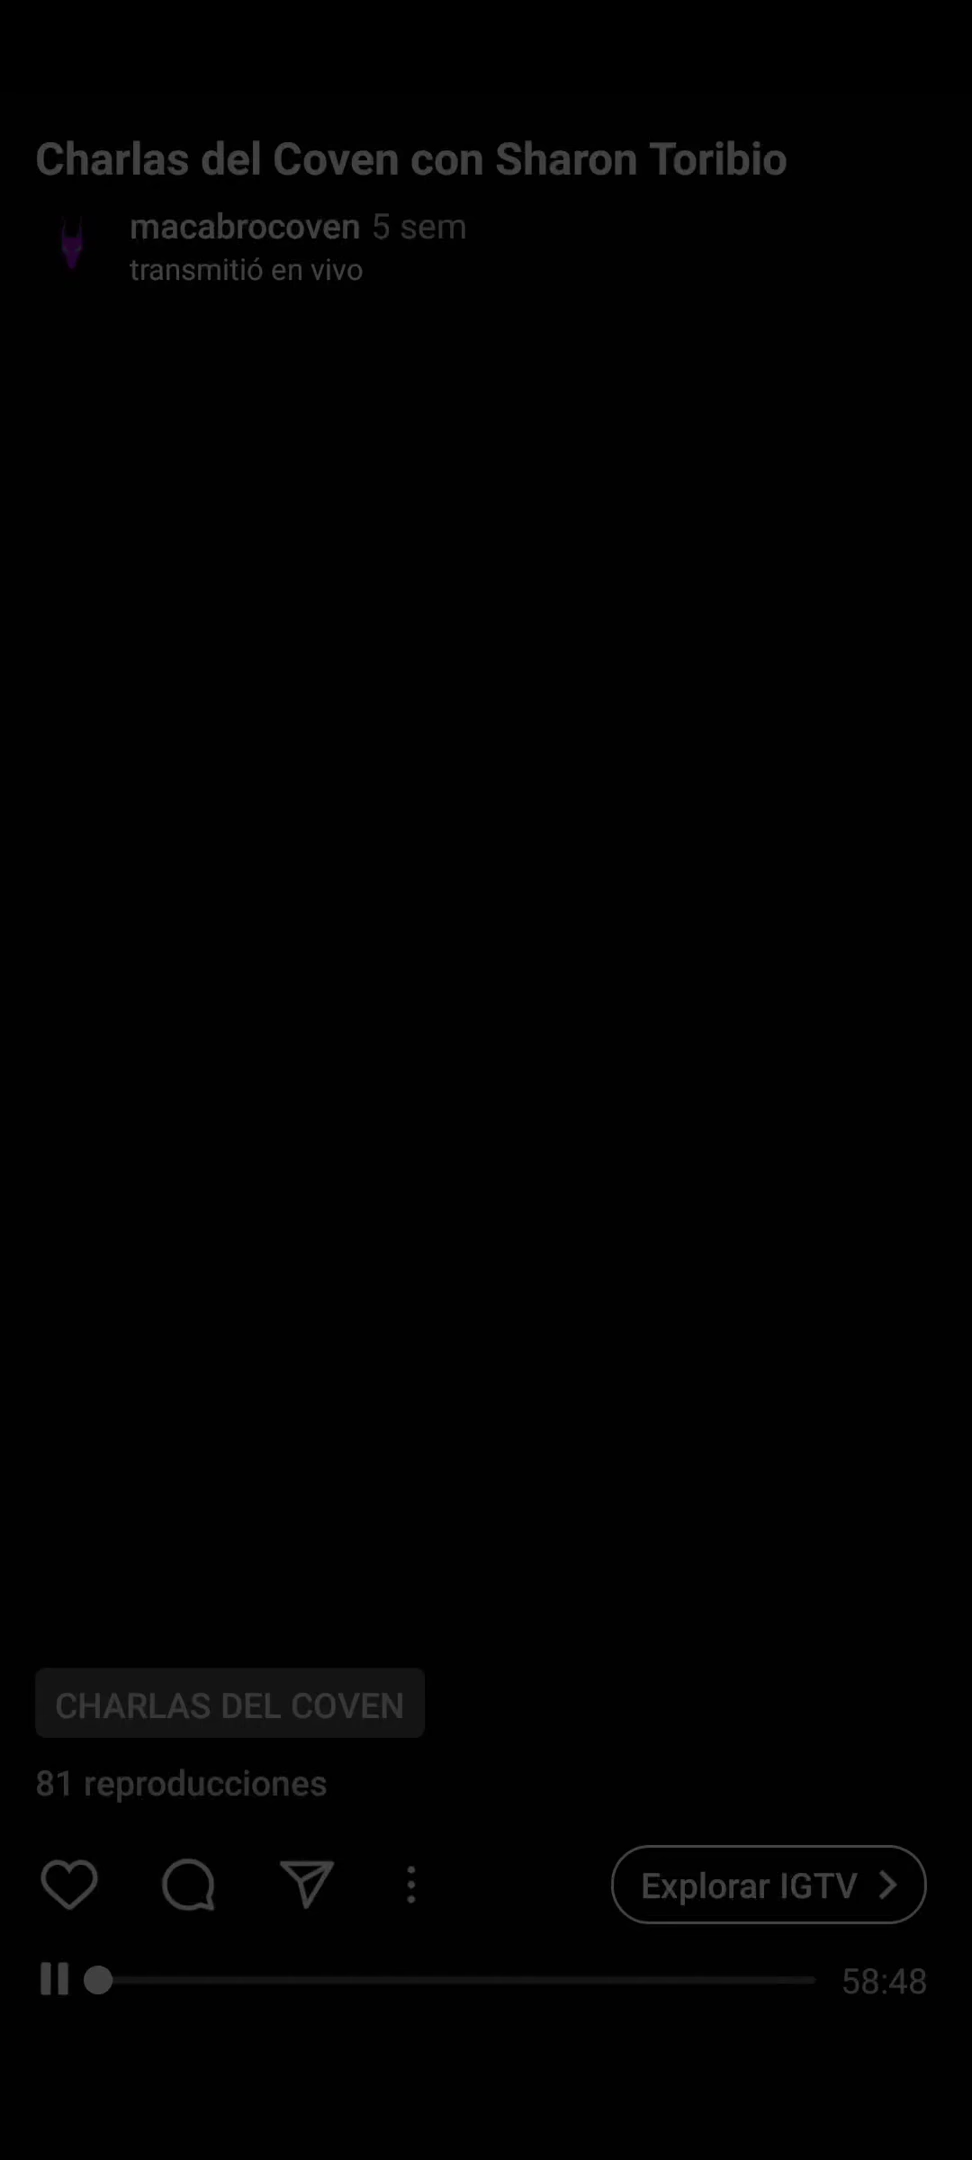 Charlas del Coven con Sharon Toribio
macabrocoven 5 sem
transmitió en vivo
CHARLAS DEL COVEN
81 reproducciones
Explorar IGTV
58:48